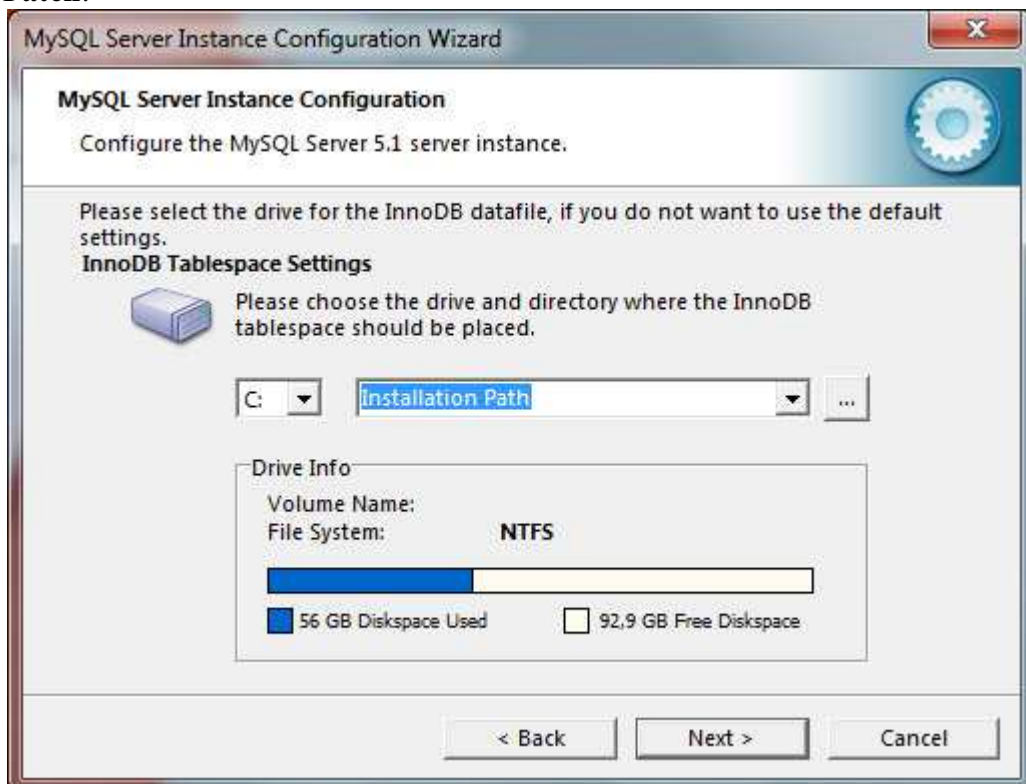 MySQL Server Instance Configuration Wizard
MySQL Server Instance Configuration
Configure the MySQL Server 5.1 server instance.
Please select the drive for the InnoDB datafile, if you do not want to use the default
settings.
InnoDB Tablespace Settings
Please choose the drive and directory where the InnoDB
tablespace should be placed.
C: Installation Path ...
Drive Info
Volume Name:
File System: NTFS
56 GB Diskspace Used 92,9 GB Free Diskspace
< Back Next > Cancel